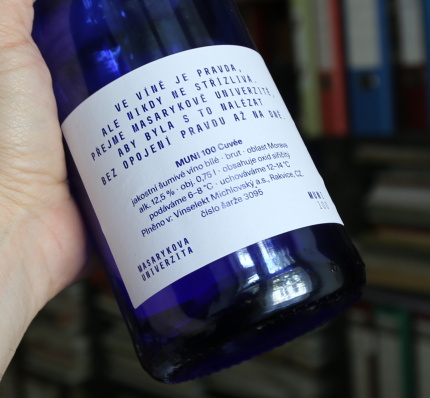 VE VÍNĚ JE PRAVDA,
ALE NIKDY NE STŘÍZLIVÁ.
PŘEJME MASARYKOVĚ UNIVERZITĚ,
ABY BYLA S TO NALÉZAT
BEZ OPOJENÍ PRAVDU AŽ NA DNĚ
MUNI 100 Cuvée
jakostní šumivé víno bílé · brut · oblast Morava
alk. 12,5 % · obj. 0,75 l · obsahuje oxid siřičitý
podáváme 6–8 °C · uchováváme 12–14 °C
Plněno v: Vinselekt Michlovský a.s., Rakvice, CZ
číslo šarže 3095
MUNI
100
MASARYKOVA
UNIVERZITA